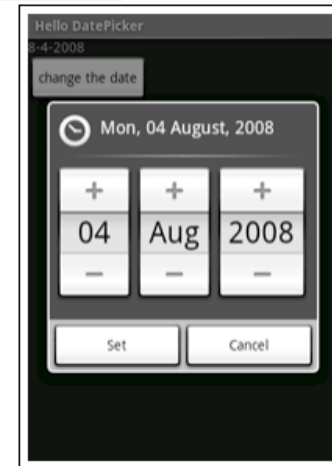 Hello DatePicker
8-4-2008
change the date
Mon, 04 August, 2008
+ + +
04 Aug 2008
− − −
Set Cancel